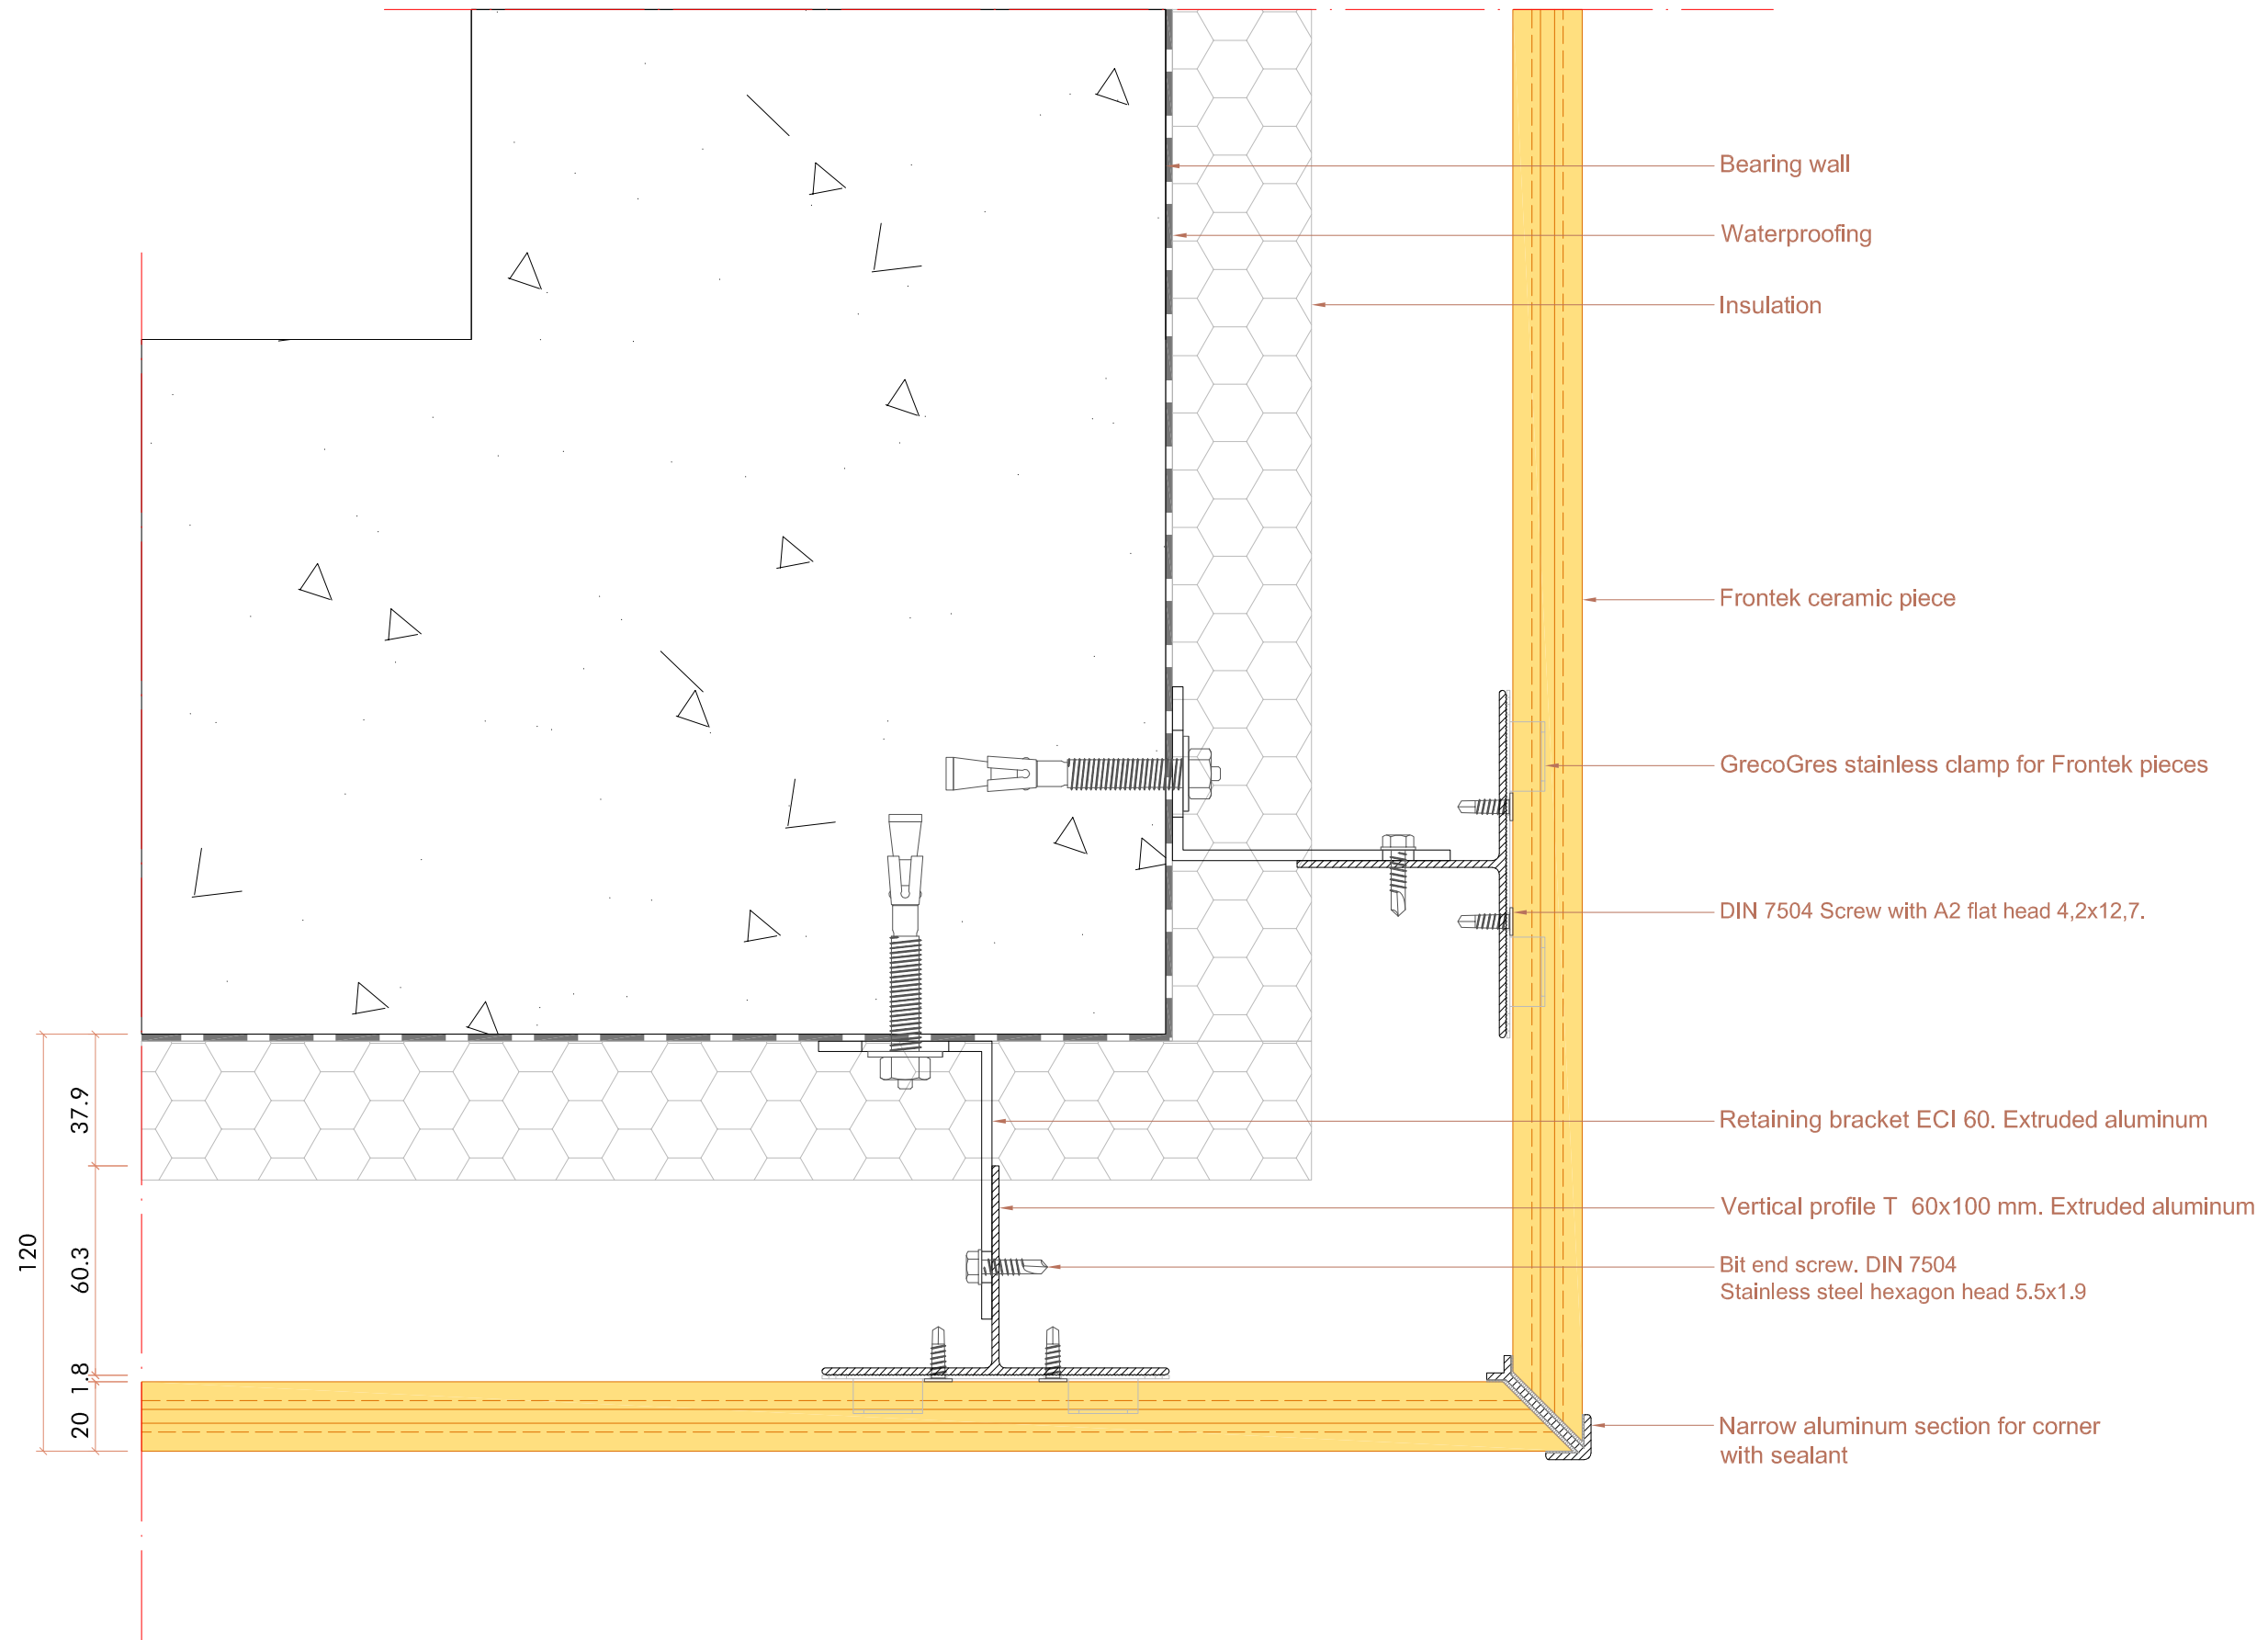 Bearing wall
Waterproofing
Insulation
Frontek ceramic piece
GrecoGres stainless clamp for Frontek pieces
DIN 7504 Screw with A2 flat head 4,2x12,7.
Retaining bracket ECI 60. Extruded aluminum
Vertical profile T  60x100 mm. Extruded aluminum
Bit end screw. DIN 7504
Stainless steel hexagon head 5.5x1.9
Narrow aluminum section for corner
with sealant
120
37.9
60.3
1.8
20